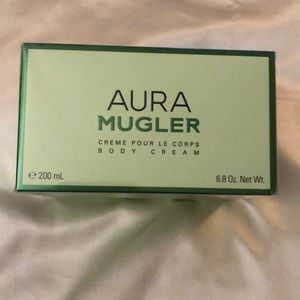 AURA
MUGLER
CREME POUR LE CORPS
BODY CREAM
℮ 200 mL 6.8 Oz. Net Wt.